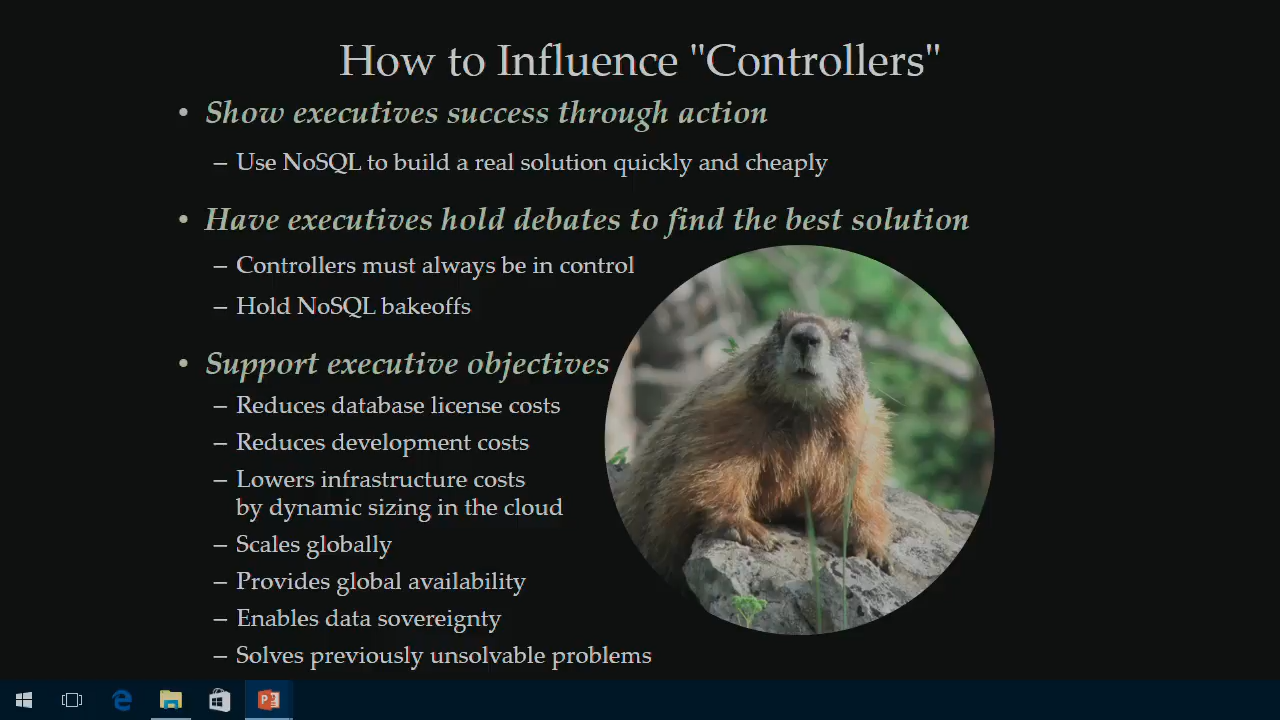 How to Influence "Controllers"
• Show executives success through action
– Use NoSQL to build a real solution quickly and cheaply
• Have executives hold debates to find the best solution
– Controllers must always be in control
– Hold NoSQL bakeoffs
• Support executive objectives
– Reduces database license costs
– Reduces development costs
– Lowers infrastructure costs
by dynamic sizing in the cloud
– Scales globally
– Provides global availability
– Enables data sovereignty
– Solves previously unsolvable problems